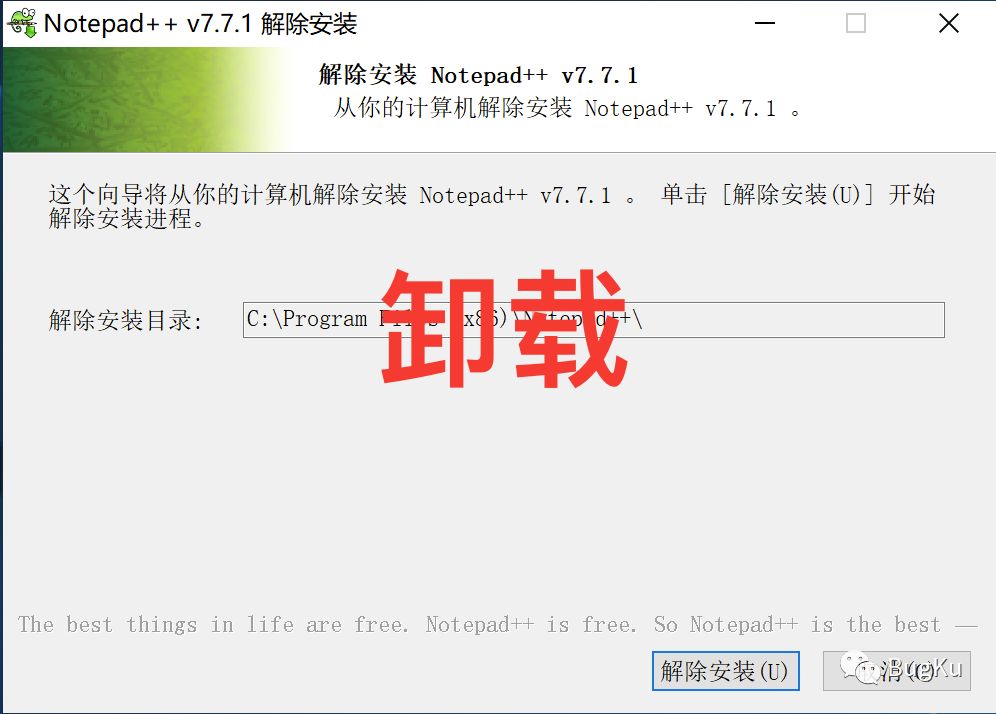 Notepad++ v7.7.1 解除安装
解除安装 Notepad++ v7.7.1
从你的计算机解除安装 Notepad++ v7.7.1 。
这个向导将从你的计算机解除安装 Notepad++ v7.7.1 。 单击 [解除安装(U)] 开始
解除安装进程。
解除安装目录: C:\Program Files (x86)\Notepad++\
卸载
The best things in life are free. Notepad++ is free. So Notepad++ is the best —
解除安装(U) 取消(C)
BugKu